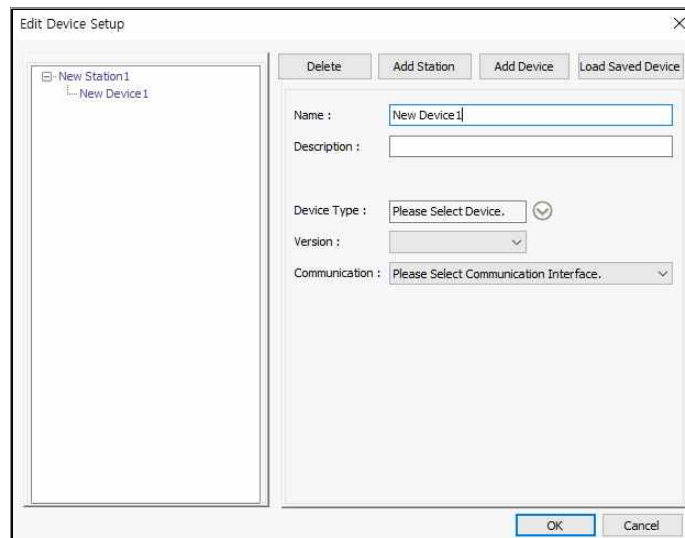 Edit Device Setup
New Station1
New Device1
Delete
Add Station
Add Device
Load Saved Device
Name :
New Device1
Description :
Device Type :
Please Select Device.
Version :
Communication :
Please Select Communication Interface.
OK
Cancel